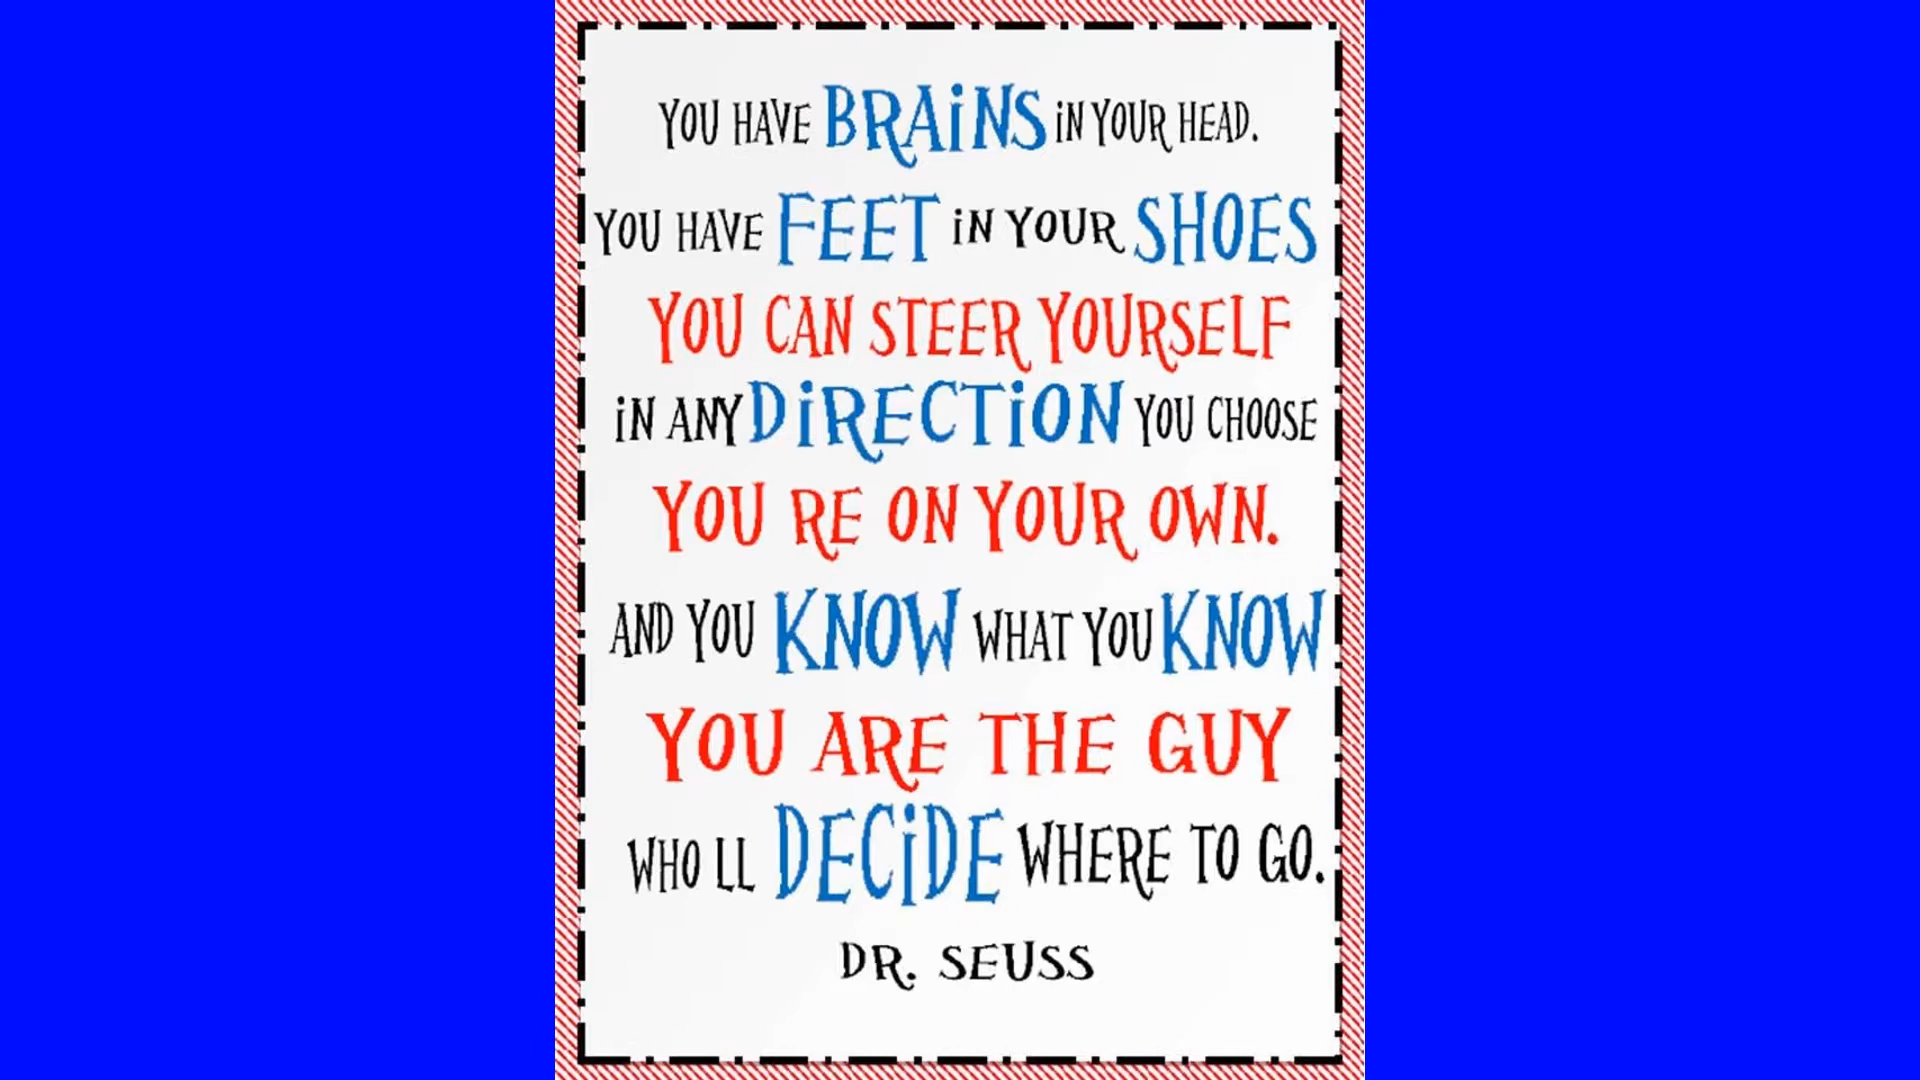 YOU HAVE BRAiNS iN YOUR HEAD.
YOU HAVE FEET iN YOUR SHOES
YOU CAN STEER YOURSELF
iN ANY DiRECTiON YOU CHOOSE
YOU RE ON YOUR OWN.
AND YOU KNOW WHAT YOU KNOW
YOU ARE THE GUY
WHO LL DECiDE WHERE TO GO.
DR. SEUSS